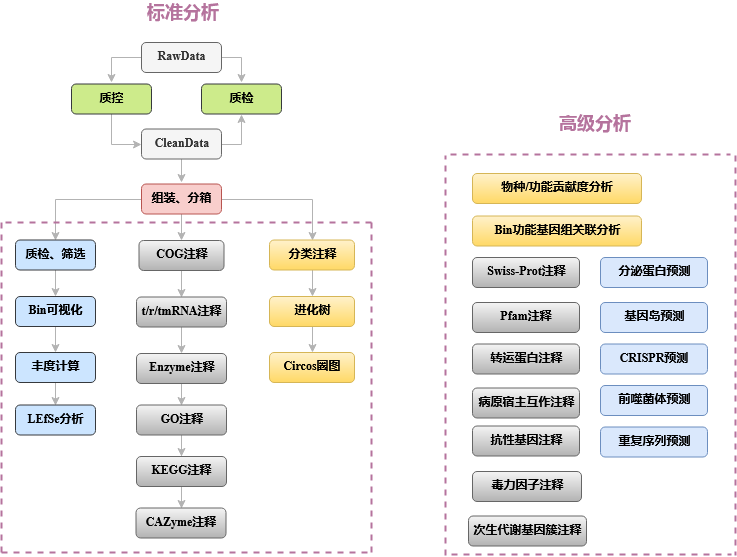 标准分析
RawData
质控
质检
CleanData
组装、分箱
质检、筛选
COG注释
分类注释
Bin可视化
t/r/tmRNA注释
进化树
丰度计算
Enzyme注释
Circos圈图
LEfSe分析
GO注释
KEGG注释
CAZyme注释
高级分析
物种/功能贡献度分析
Bin功能基因组关联分析
Swiss-Prot注释
分泌蛋白预测
Pfam注释
基因岛预测
转运蛋白注释
CRISPR预测
病原宿主互作注释
前噬菌体预测
抗性基因注释
重复序列预测
毒力因子注释
次生代谢基因簇注释